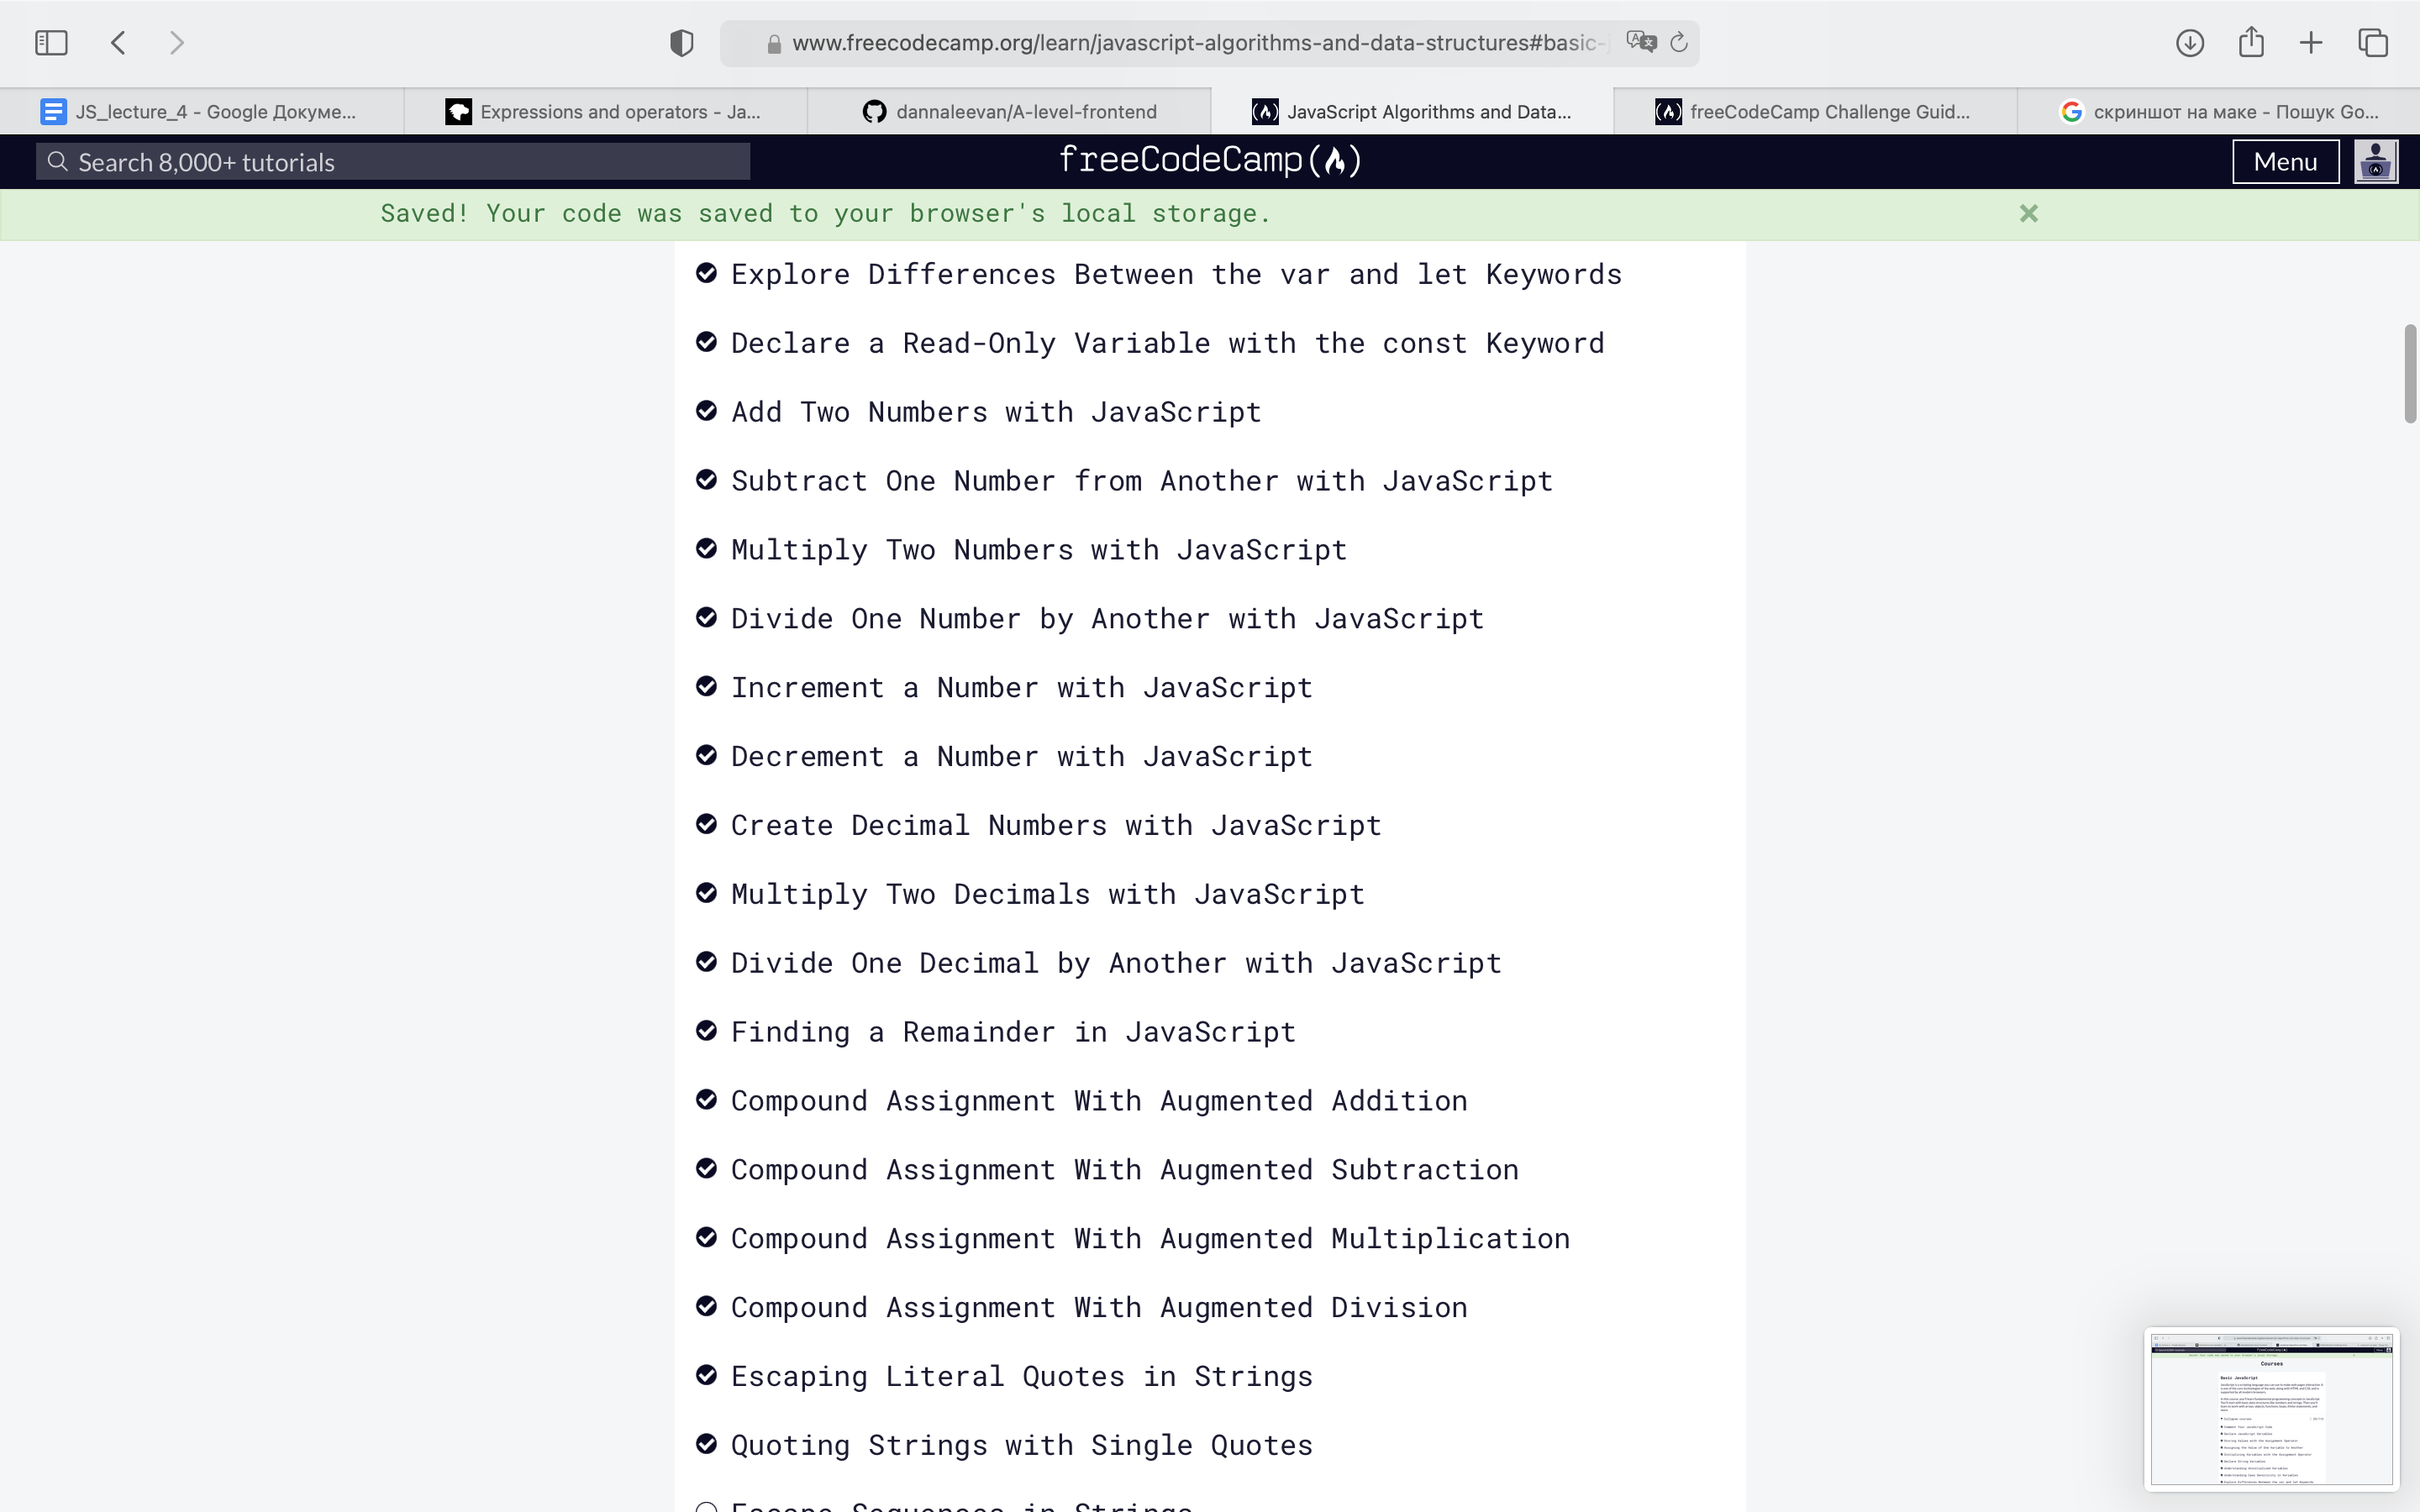 www.freecodecamp.org/learn/javascript-algorithms-and-data-structures#basic-
JS_lecture_4 - Google Докуме...
Expressions and operators - Ja...
dannaleevan/A-level-frontend
JavaScript Algorithms and Data...
freeCodeCamp Challenge Guid...
скриншот на маке - Пошук Go...
Search 8,000+ tutorials
freeCodeCamp
Menu
Saved! Your code was saved to your browser's local storage.
Explore Differences Between the var and let Keywords
Declare a Read-Only Variable with the const Keyword
Add Two Numbers with JavaScript
Subtract One Number from Another with JavaScript
Multiply Two Numbers with JavaScript
Divide One Number by Another with JavaScript
Increment a Number with JavaScript
Decrement a Number with JavaScript
Create Decimal Numbers with JavaScript
Multiply Two Decimals with JavaScript
Divide One Decimal by Another with JavaScript
Finding a Remainder in JavaScript
Compound Assignment With Augmented Addition
Compound Assignment With Augmented Subtraction
Compound Assignment With Augmented Multiplication
Compound Assignment With Augmented Division
Escaping Literal Quotes in Strings
Quoting Strings with Single Quotes
Escape Sequences in Strings
Courses
Basic JavaScript